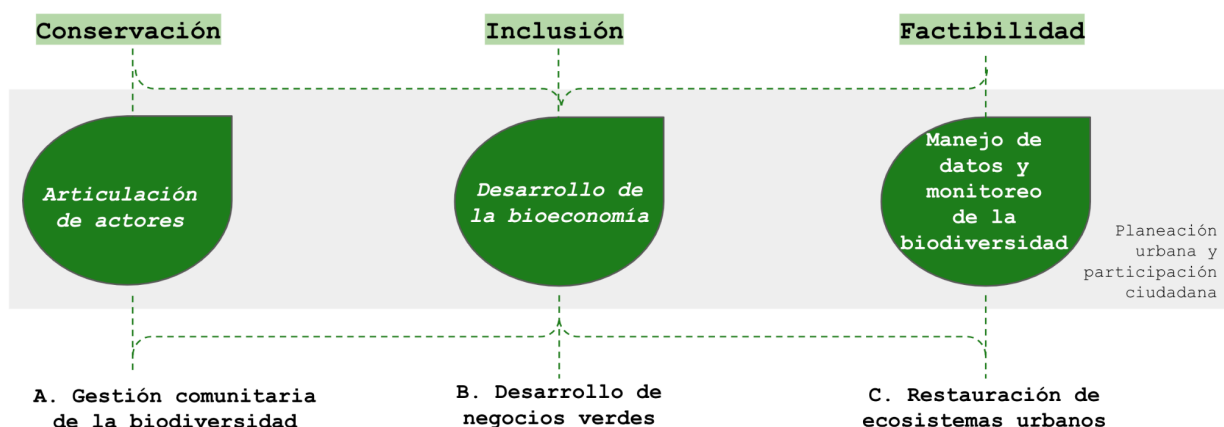 Conservación
Inclusión
Factibilidad
Articulación
de actores
Desarrollo de
la bioeconomía
Manejo de
datos y
monitoreo
de la
biodiversidad
Planeación
urbana y
participación
ciudadana
A. Gestión comunitaria
de la biodiversidad
B. Desarrollo de
negocios verdes
C. Restauración de
ecosistemas urbanos